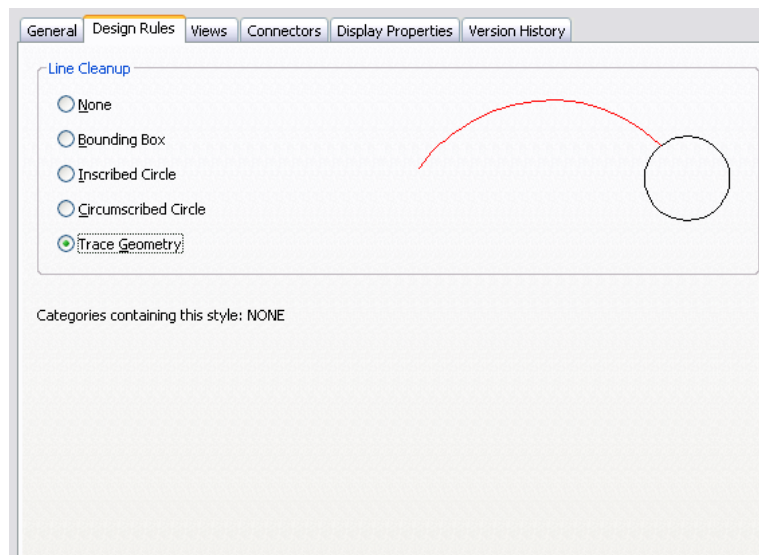 General Design Rules Views Connectors Display Properties Version History
Line Cleanup
None
Bounding Box
Inscribed Circle
Circumscribed Circle
Trace Geometry
Categories containing this style: NONE